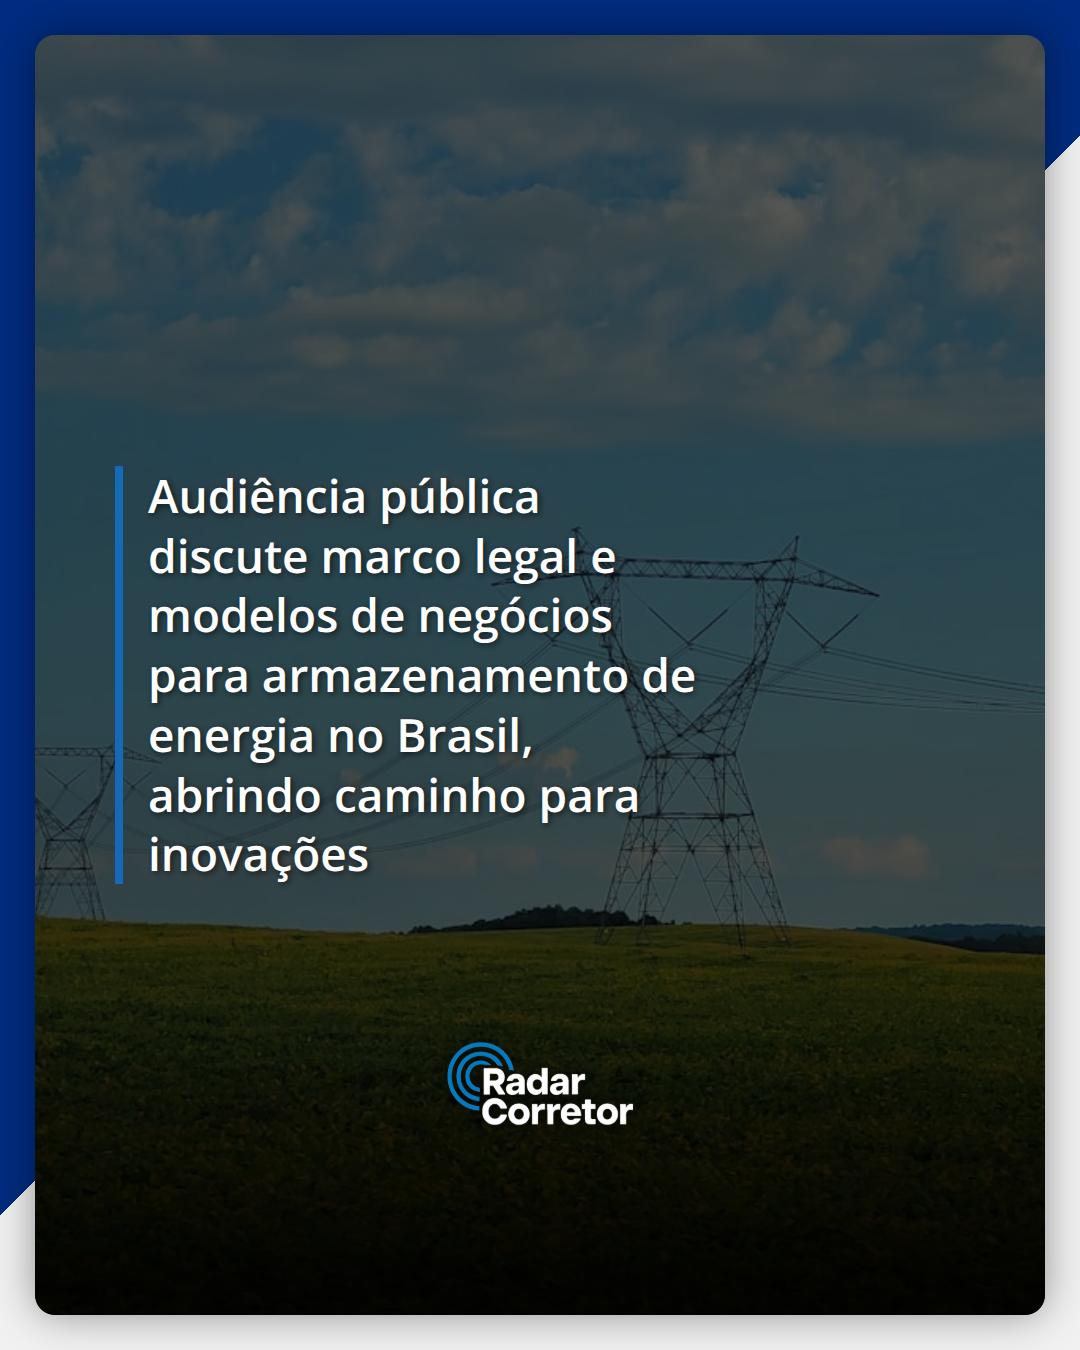 Audiência pública
discute marco legal e
modelos de negócios
para armazenamento de
energia no Brasil,
abrindo caminho para
inovações
Radar
Corretor